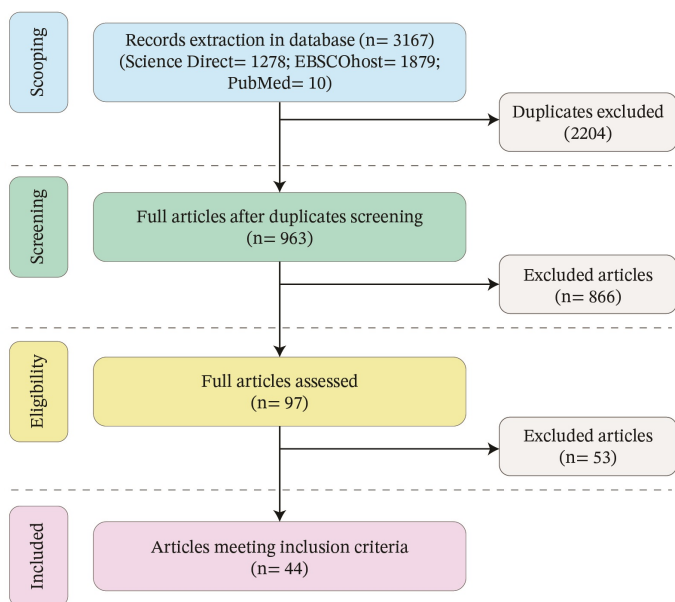 Scooping
Records extraction in database (n= 3167)
(Science Direct= 1278; EBSCOhost= 1879;
PubMed= 10)
Duplicates excluded
(2204)
Screening
Full articles after duplicates screening
(n= 963)
Excluded articles
(n= 866)
Eligibility
Full articles assessed
(n= 97)
Excluded articles
(n= 53)
Included
Articles meeting inclusion criteria
(n= 44)